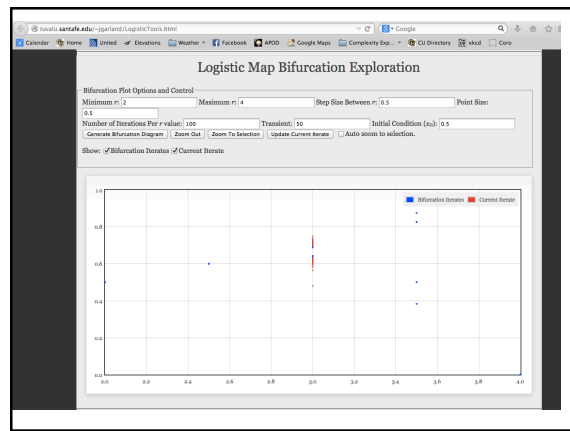 tuvalu.santafe.edu/~jgarland/LogisticTools.html
Google
Calendar Home United Elevations Weather Facebook APOD Google Maps Complexity Exp... CU Directory xkcd Coro
Logistic Map Bifurcation Exploration
Bifurcation Plot Options and Control
Minimum r: 2 Maximum r: 4 Step Size Between r: 0.5 Point Size:
0.5
Number of Iterations Per r value: 100 Transient: 50 Initial Condition (x₀): 0.5
Generate Bifurcation Diagram Zoom Out Zoom To Selection Update Current Iterate Auto zoom to selection.
Show: Bifurcation Iterates Current Iterate
Bifurcation Iterates Current Iterate
1.0
0.8
0.6
0.4
0.2
0.0
2.0 2.2 2.4 2.6 2.8 3.0 3.2 3.4 3.6 3.8 4.0